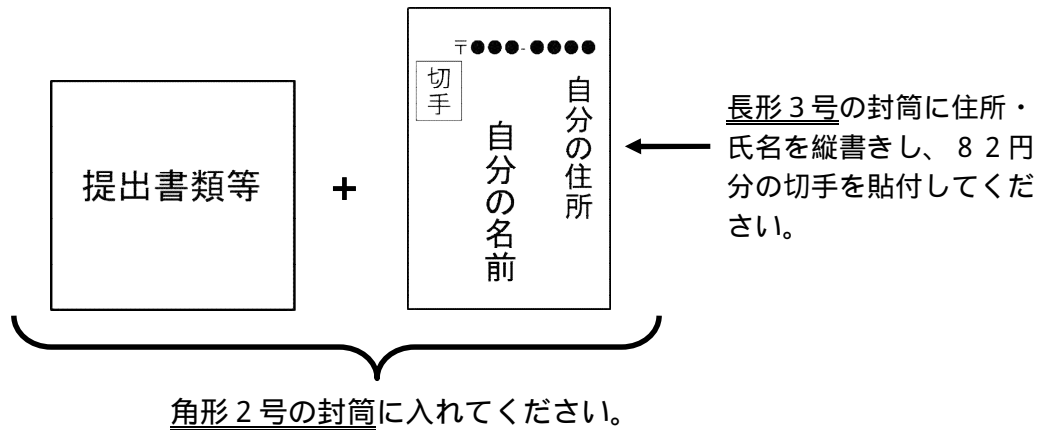 提出書類等
+
〒●●●-●●●●
切手
自分の住所
自分の名前
長形３号の封筒に住所・
氏名を縦書きし、８２円
分の切手を貼付してくだ
さい。
角形２号の封筒に入れてください。